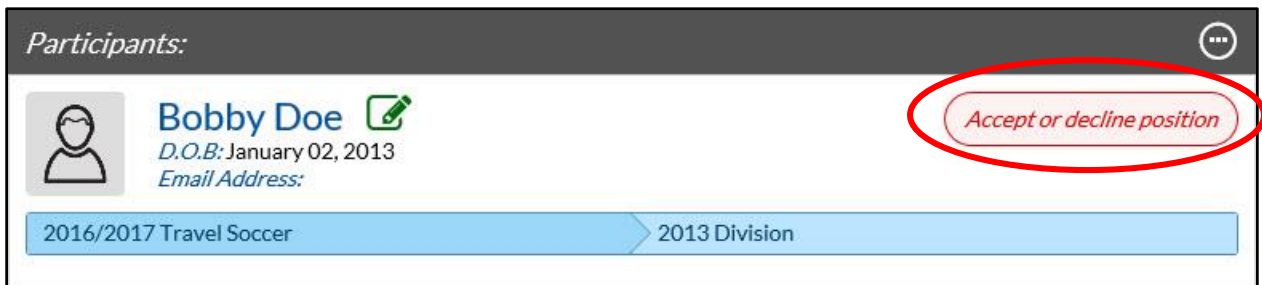 Participants:
Bobby Doe
Accept or decline position
D.O.B: January 02, 2013
Email Address:
2016/2017 Travel Soccer
2013 Division